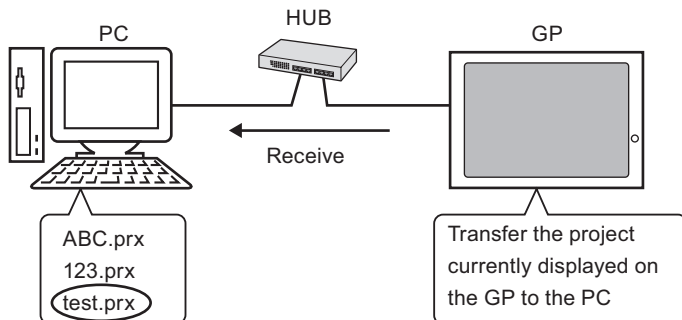 HUB
PC
GP
Receive
ABC.prx
123.prx
test.prx
Transfer the project
currently displayed on
the GP to the PC